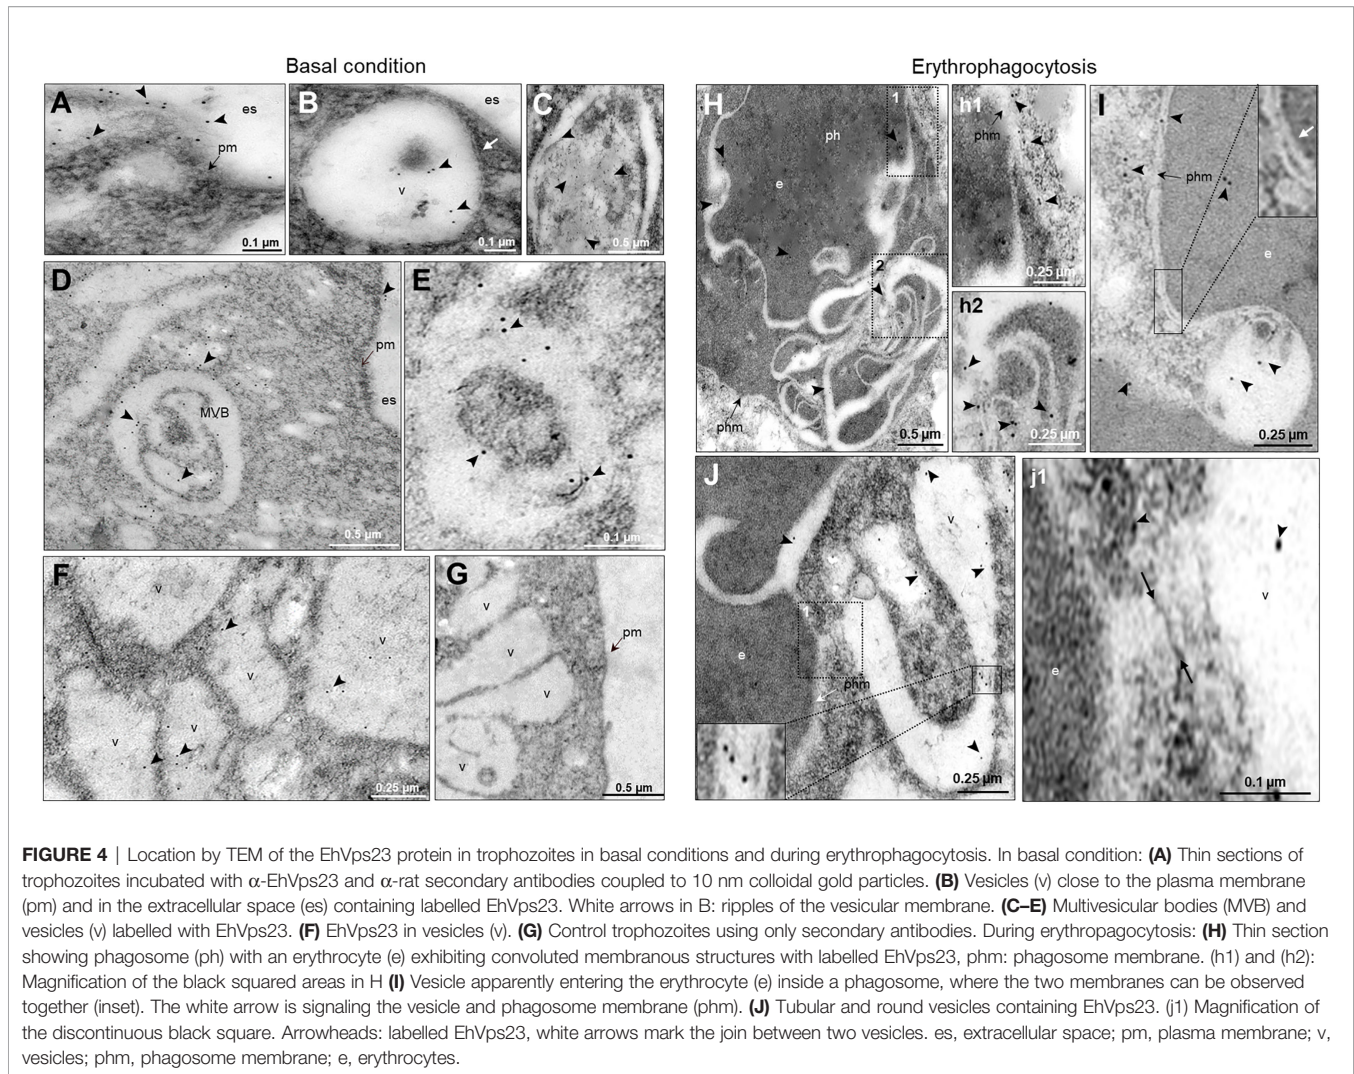 Basal condition
Erythrophagocytosis
A
es
pm
0.1 µm
B
es
v
0.1 µm
C
0.5 µm
D
MVB
pm
es
0.5 µm
E
0.1 µm
F
v
v
v
v
v
0.25 µm
G
v
v
v
v
pm
0.5 µm
H
1
ph
e
2
phm
0.5 µm
h1
phm
0.25 µm
h2
0.25 µm
I
phm
e
0.25 µm
J
v
1
e
phm
0.25 µm
j1
v
e
0.1 µm
FIGURE 4 | Location by TEM of the EhVps23 protein in trophozoites in basal conditions and during erythrophagocytosis. In basal condition: (A) Thin sections of
trophozoites incubated with α-EhVps23 and α-rat secondary antibodies coupled to 10 nm colloidal gold particles. (B) Vesicles (v) close to the plasma membrane
(pm) and in the extracellular space (es) containing labelled EhVps23. White arrows in B: ripples of the vesicular membrane. (C–E) Multivesicular bodies (MVB) and
vesicles (v) labelled with EhVps23. (F) EhVps23 in vesicles (v). (G) Control trophozoites using only secondary antibodies. During erythropagocytosis: (H) Thin section
showing phagosome (ph) with an erythrocyte (e) exhibiting convoluted membranous structures with labelled EhVps23, phm: phagosome membrane. (h1) and (h2):
Magnification of the black squared areas in H (I) Vesicle apparently entering the erythrocyte (e) inside a phagosome, where the two membranes can be observed
together (inset). The white arrow is signaling the vesicle and phagosome membrane (phm). (J) Tubular and round vesicles containing EhVps23. (j1) Magnification of
the discontinuous black square. Arrowheads: labelled EhVps23, white arrows mark the join between two vesicles. es, extracellular space; pm, plasma membrane; v,
vesicles; phm, phagosome membrane; e, erythrocytes.